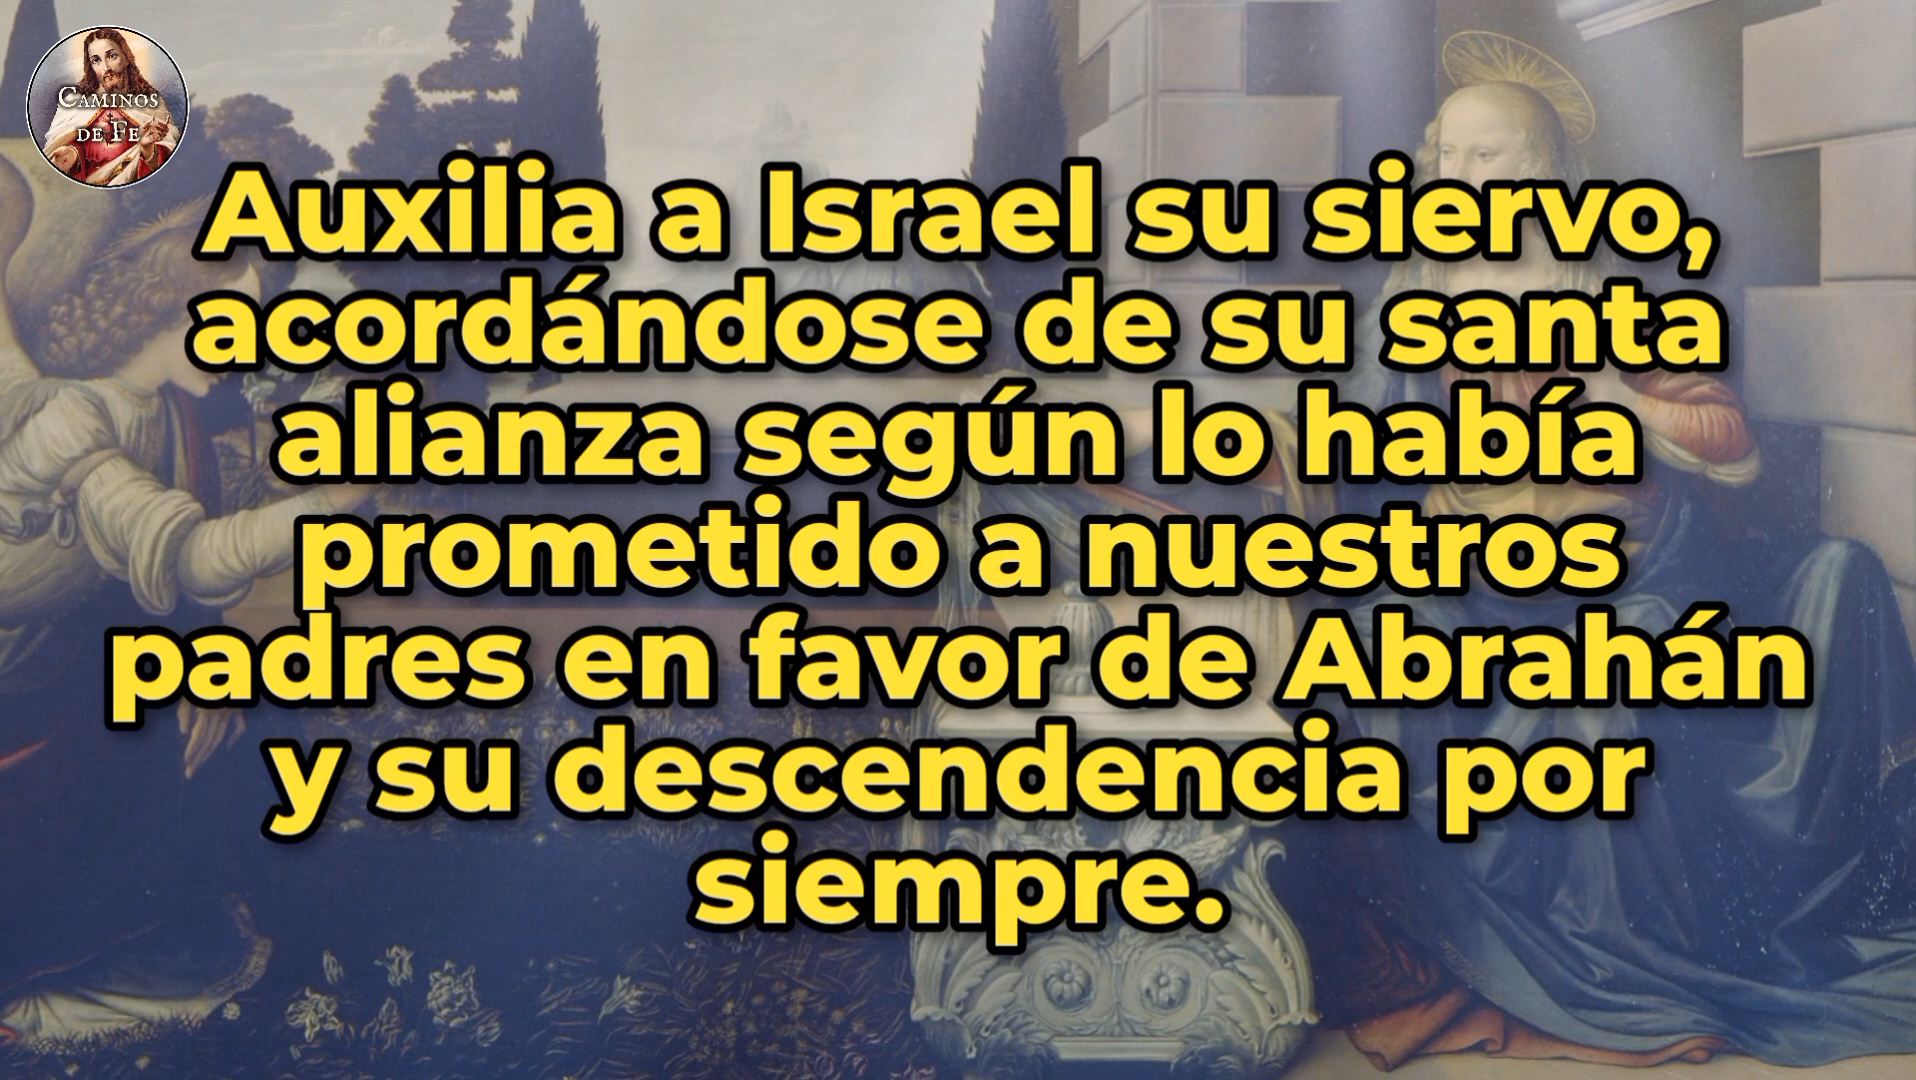 CAMINOS
DE FE
Auxilia a Israel su siervo,
acordándose de su santa
alianza según lo había
prometido a nuestros
padres en favor de Abrahán
y su descendencia por
siempre.